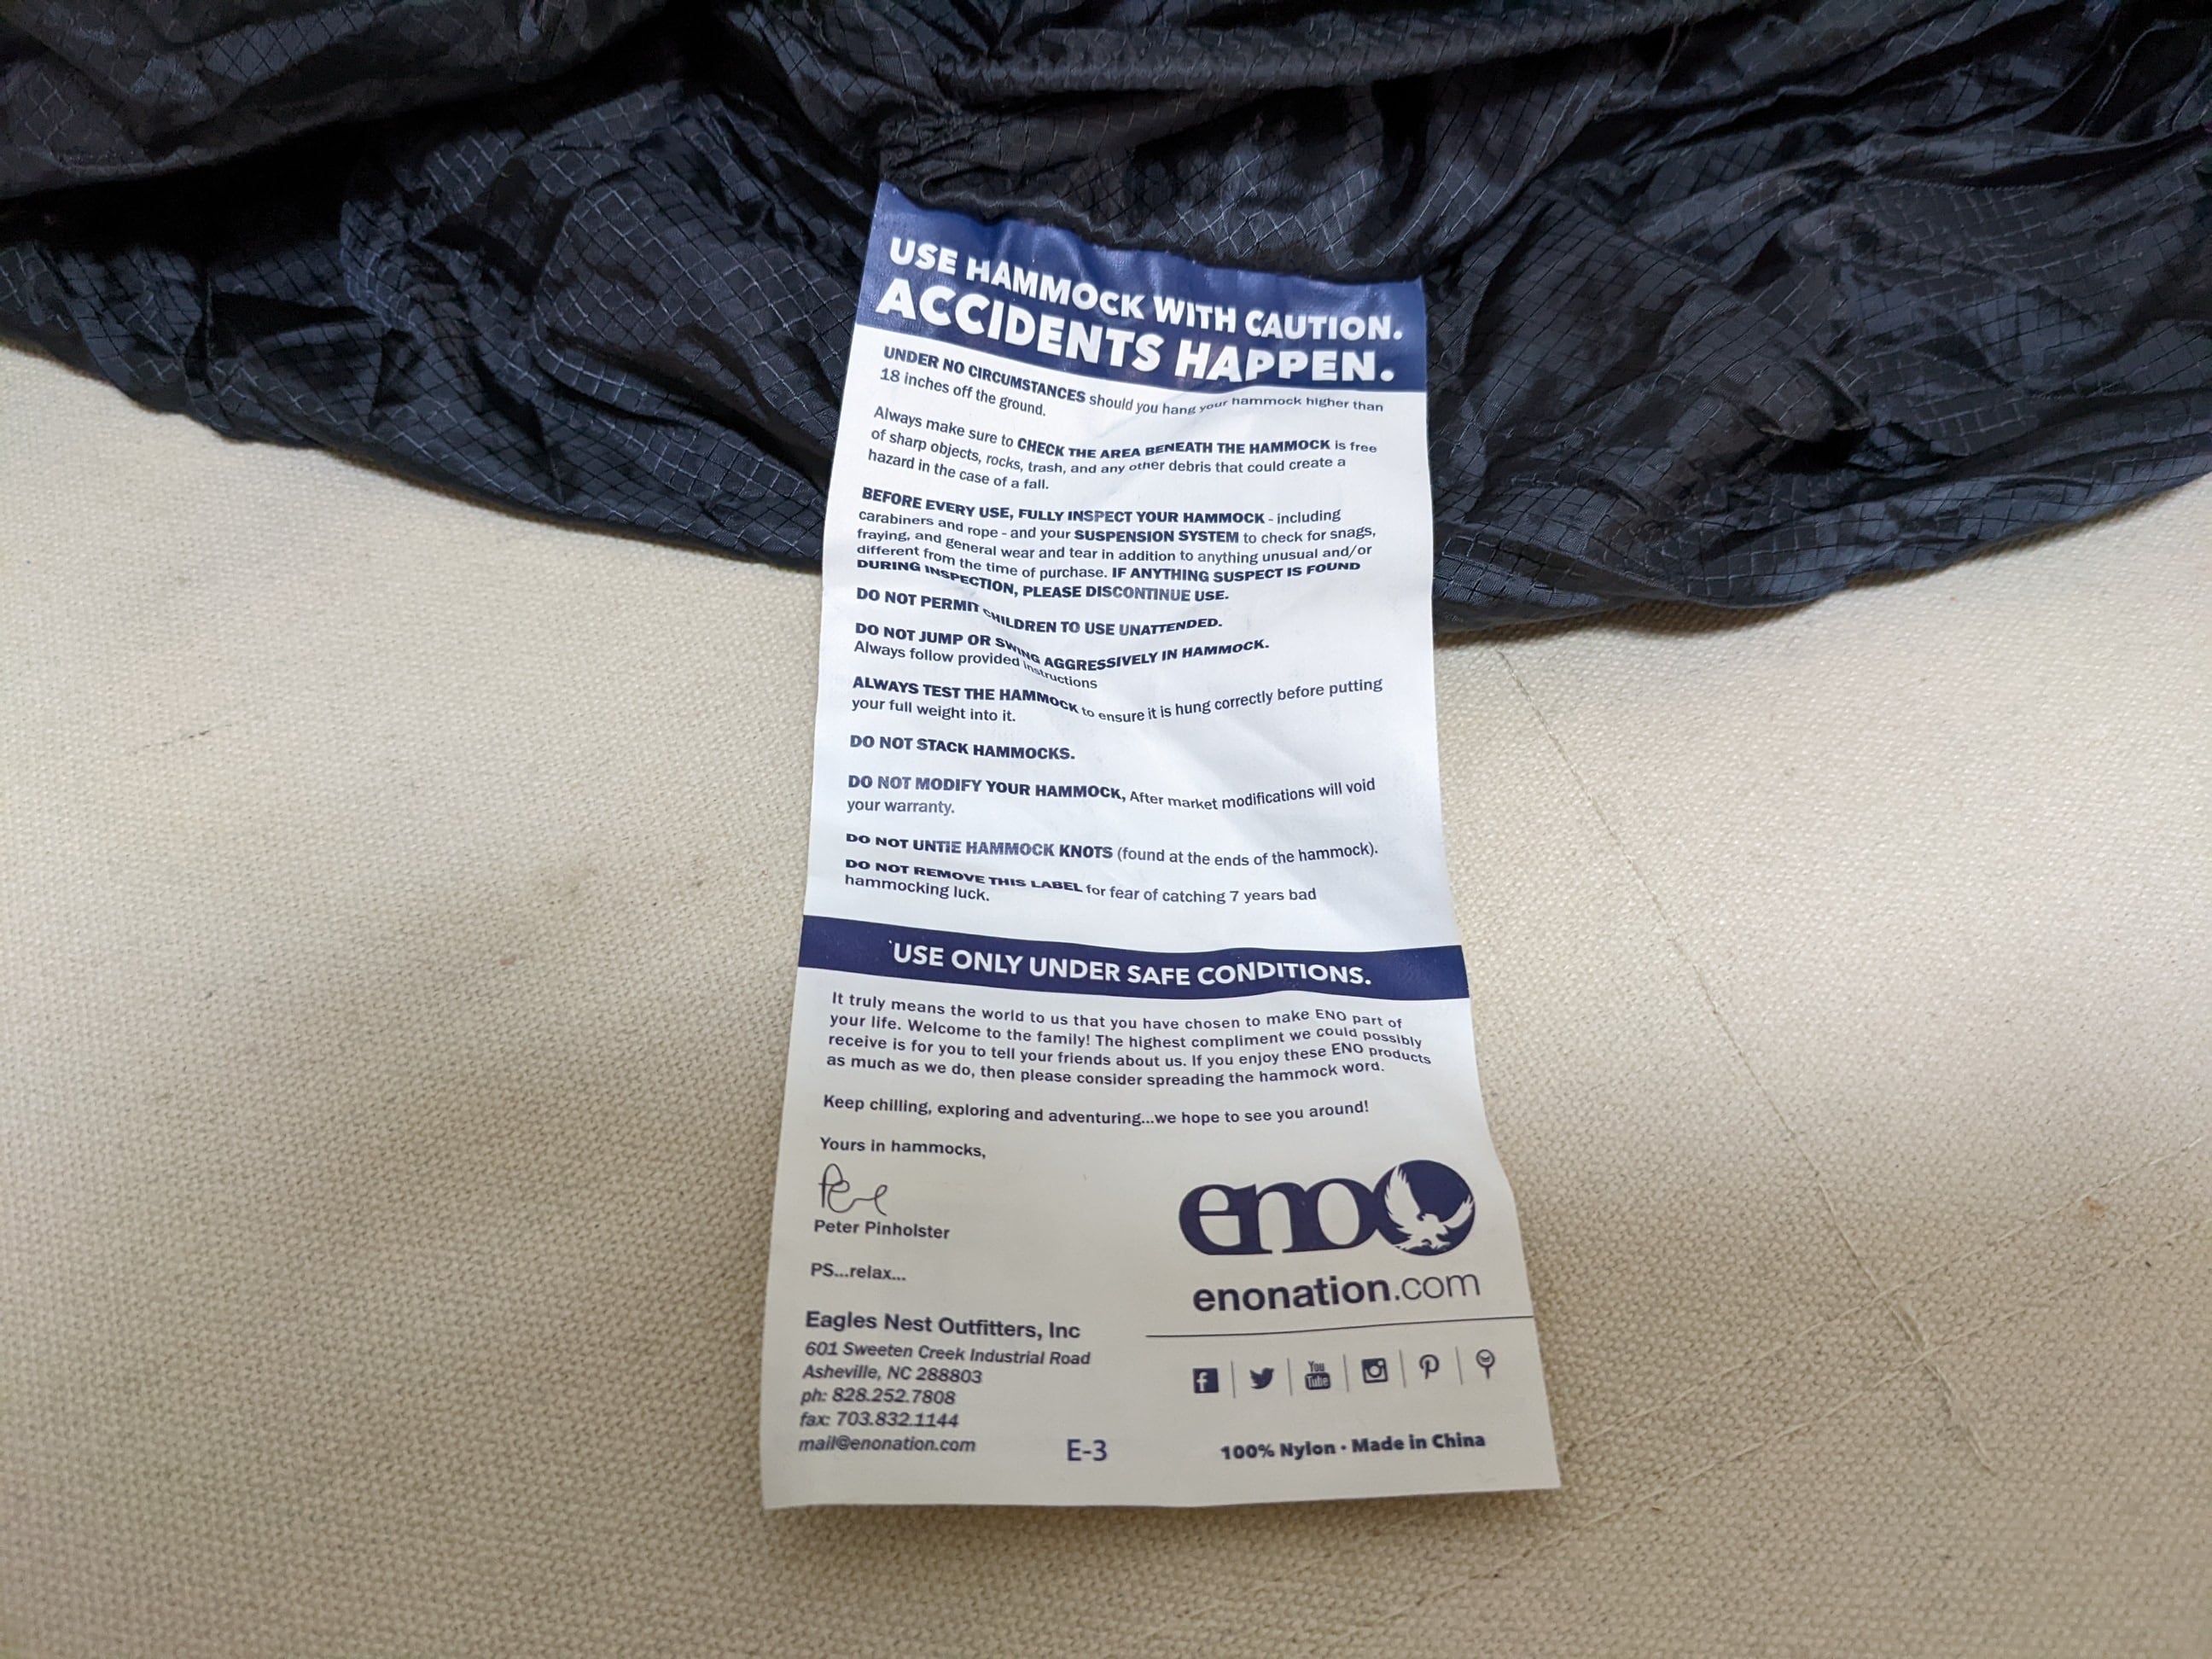 USE HAMMOCK WITH CAUTION.
ACCIDENTS HAPPEN.
UNDER NO CIRCUMSTANCES should you hang your hammock higher than
18 inches off the ground.
Always make sure to CHECK THE AREA BENEATH THE HAMMOCK is free
of sharp objects, rocks, trash, and any other debris that could create a
hazard in the case of a fall.
BEFORE EVERY USE, FULLY INSPECT YOUR HAMMOCK - including
carabiners and rope - and your SUSPENSION SYSTEM to check for snags,
fraying, and general wear and tear in addition to anything unusual and/or
different from the time of purchase. IF ANYTHING SUSPECT IS FOUND
DURING INSPECTION, PLEASE DISCONTINUE USE.
DO NOT PERMIT CHILDREN TO USE UNATTENDED.
DO NOT JUMP OR SWING AGGRESSIVELY IN HAMMOCK.
Always follow provided instructions
ALWAYS TEST THE HAMMOCK to ensure it is hung correctly before putting
your full weight into it.
DO NOT STACK HAMMOCKS.
DO NOT MODIFY YOUR HAMMOCK, After market modifications will void
your warranty.
DO NOT UNTIE HAMMOCK KNOTS (found at the ends of the hammock).
DO NOT REMOVE THIS LABEL for fear of catching 7 years bad
hammocking luck.
USE ONLY UNDER SAFE CONDITIONS.
It truly means the world to us that you have chosen to make ENO part of
your life. Welcome to the family! The highest compliment we could possibly
receive is for you to tell your friends about us. If you enjoy these ENO products
as much as we do, then please consider spreading the hammock word.
Keep chilling, exploring and adventuring...we hope to see you around!
Yours in hammocks,
Pete
Peter Pinholster
PS...relax...
Eagles Nest Outfitters, Inc
601 Sweeten Creek Industrial Road
Asheville, NC 288803
ph: 828.252.7808
fax: 703.832.1144
mail@enonation.com
E-3
eno
enonation.com
You Tube
100% Nylon · Made in China